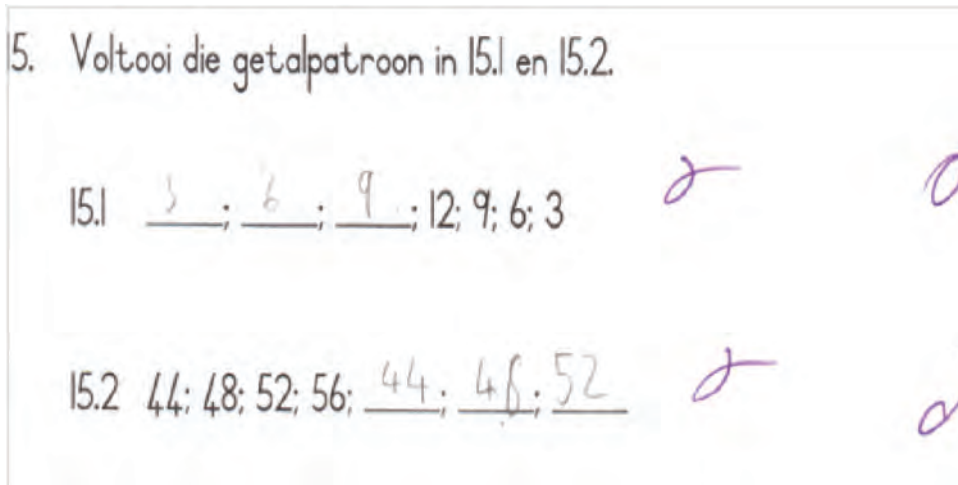 15. Voltooi die getalpatroon in 15.1 en 15.2.
15.1 3; 6; 9; 12; 9; 6; 3
15.2 44; 48; 52; 56; 44; 48; 52